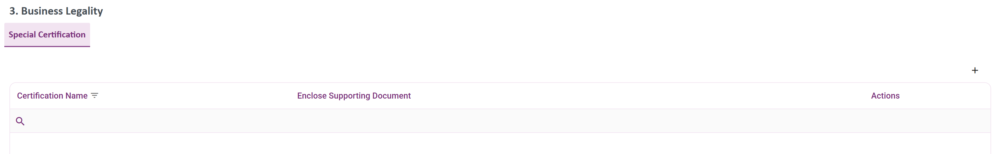 3. Business Legality
Special Certification
+
Certification Name
Enclose Supporting Document
Actions